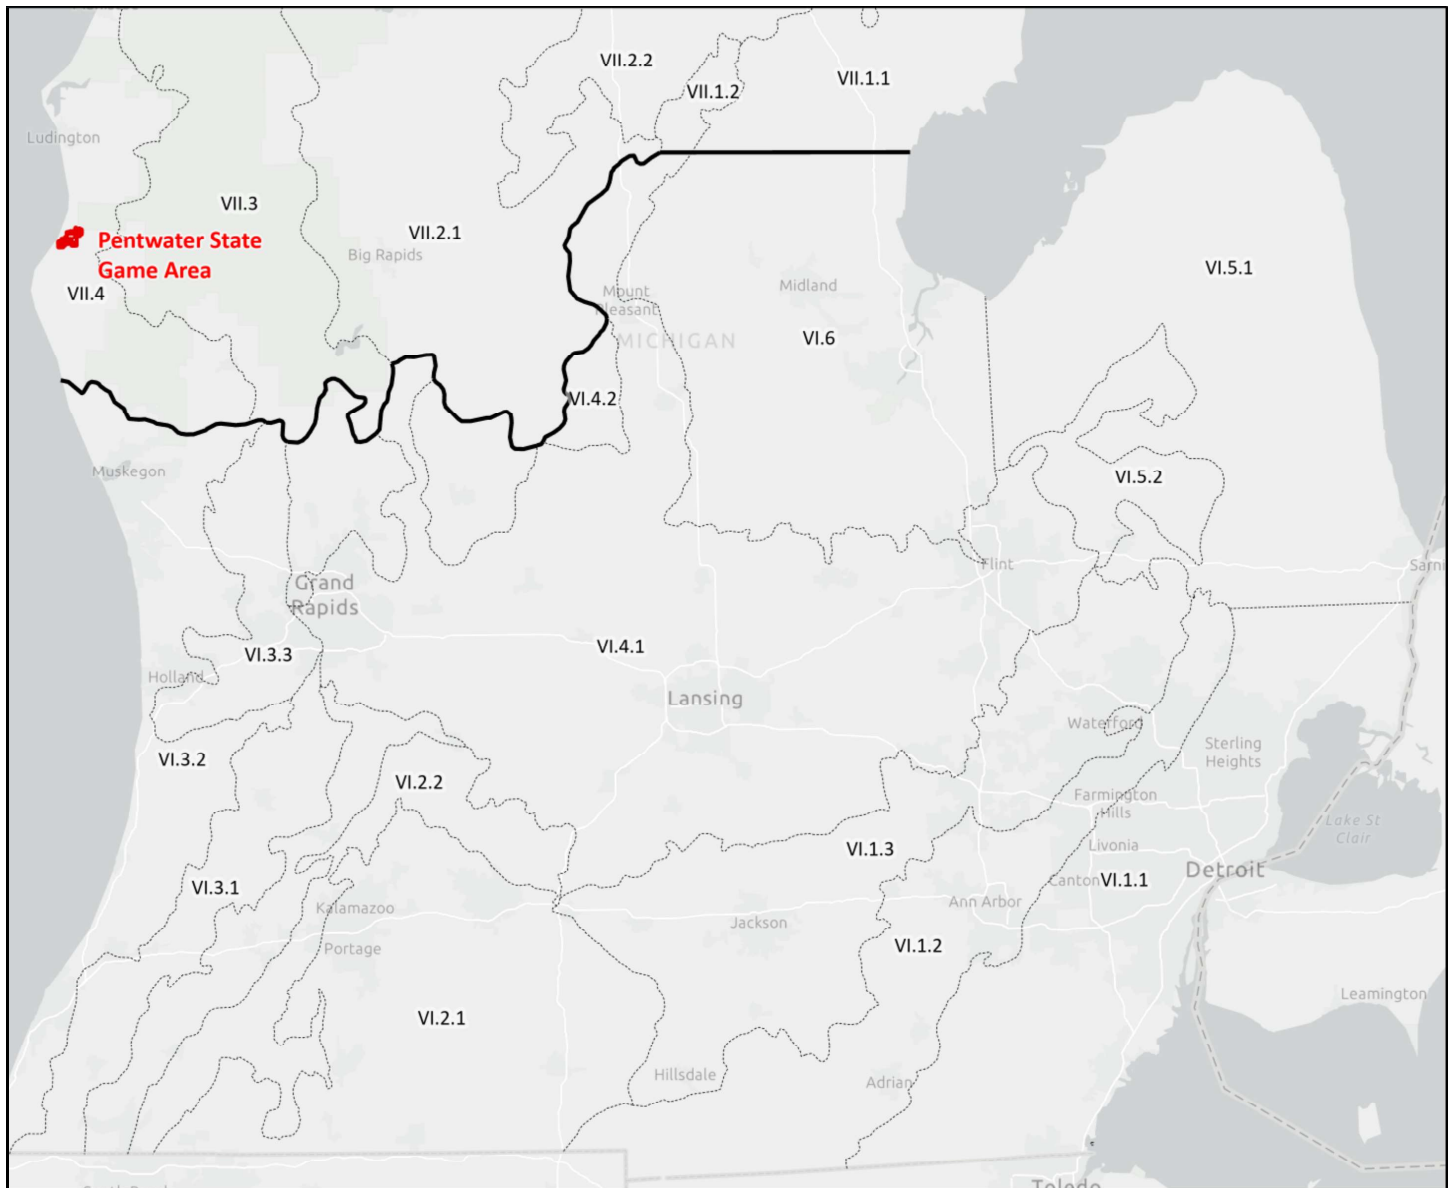 VII.2.2
VII.1.1
VII.1.2
Ludington
VII.3
Pentwater State
Game Area
VII.2.1
Big Rapids
VII.4
Mount
Pleasant
Midland
VI.5.1
MICHIGAN
VI.6
VI.4.2
Muskegon
VI.5.2
Flint
Sarni
Grand
Rapids
VI.4.1
VI.3.3
Holland
Lansing
Waterford
Sterling
Heights
VI.3.2
VI.2.2
Farmington
Hills
Lake St
Clair
Livonia
VI.1.3
Detroit
Canton
VI.1.1
VI.3.1
Kalamazoo
Ann Arbor
Jackson
Portage
VI.1.2
Leamington
VI.2.1
Hillsdale
Adrian
Toledo